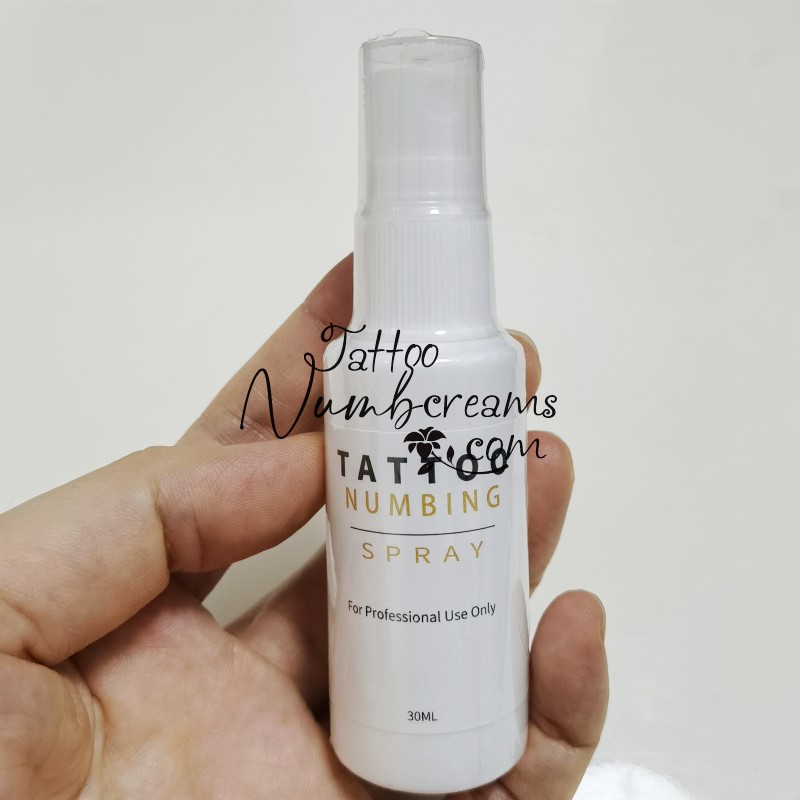 Tattoo
Numbcreams
.com
TATTOO
NUMBING
SPRAY
For Professional Use Only
30ML